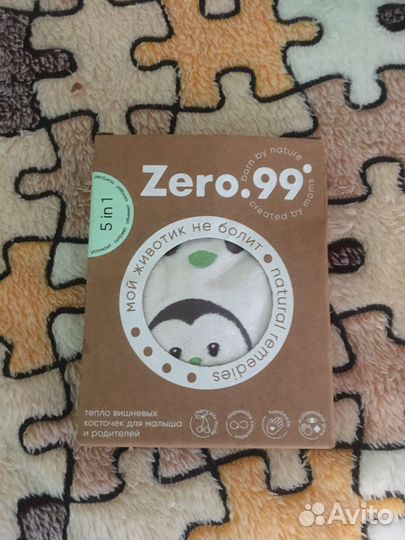 Zero.99°
born by nature
created by moms
5 in 1
мой животик не болит
natural remedies
тепло вишневых
косточек для малыша
и родителей
Avito